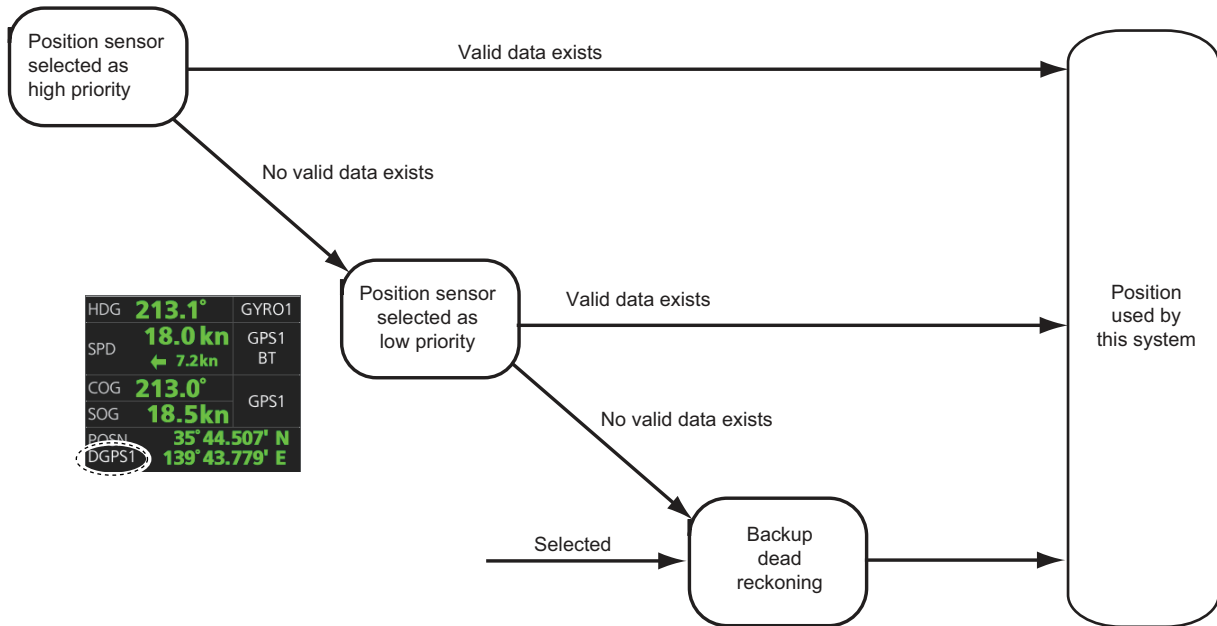 Position sensor
selected as
high priority
Valid data exists
No valid data exists
Position sensor
selected as
low priority
Valid data exists
Position
used by
this system
HDG 213.1° GYRO1
SPD 18.0 kn GPS1
7.2kn BT
COG 213.0° GPS1
SOG 18.5kn
POSN 35°44.507' N
DGPS1 139°43.779' E
No valid data exists
Selected
Backup
dead
reckoning